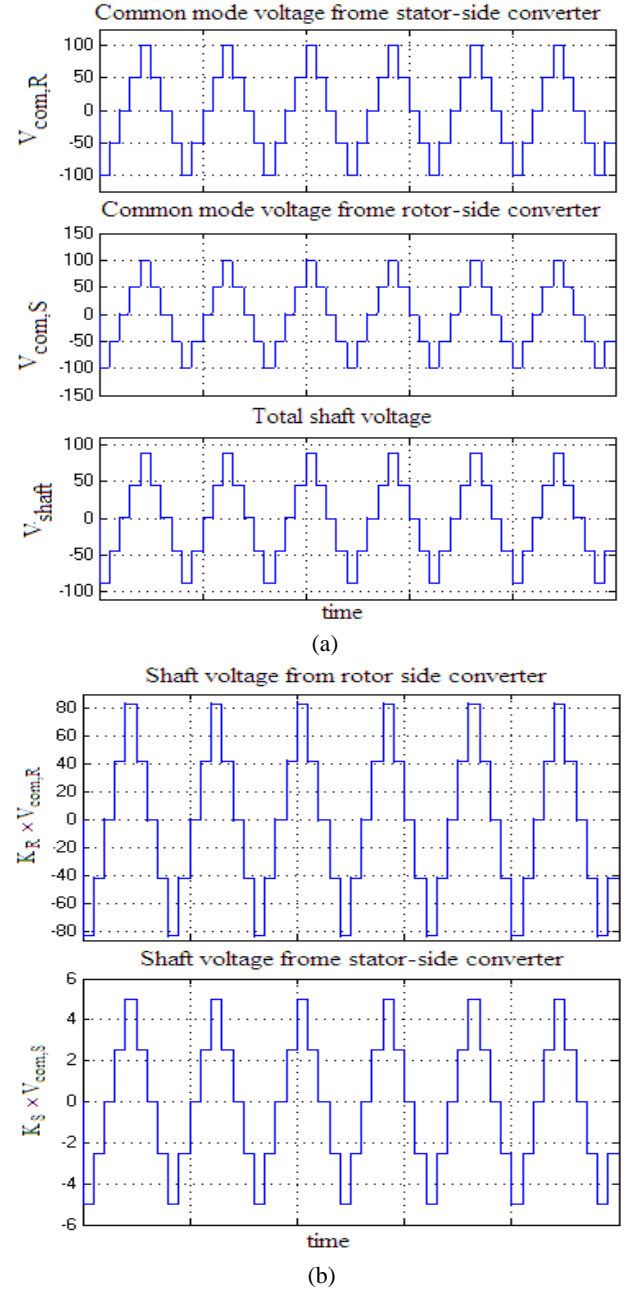 Common mode voltage frome stator-side converter
V_com,R
100
50
0
-50
-100
Common mode voltage frome rotor-side converter
V_com,S
150
100
50
0
-50
-100
-150
Total shaft voltage
V_shaft
100
50
0
-50
-100
time
(a)
Shaft voltage from rotor side converter
K_R × V_com,R
80
60
40
20
0
-20
-40
-60
-80
Shaft voltage frome stator-side converter
K_S × V_com,S
6
4
2
0
-2
-4
-6
time
(b)